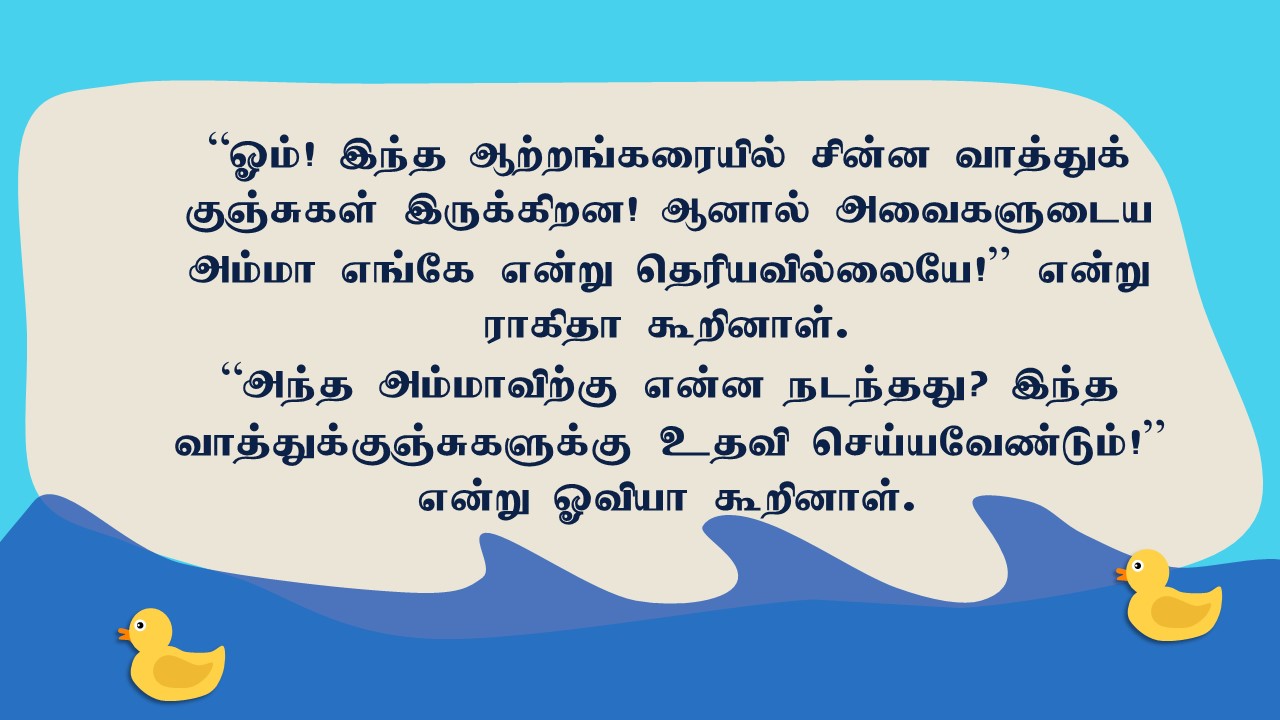 “ஓம்! இந்த ஆற்றங்கரையில் சின்ன வாத்துக்
குஞ்சுகள் இருக்கிறன! ஆனால் அவைகளுடைய
அம்மா எங்கே என்று தெரியவில்லையே!” என்று
ராகிதா கூறினாள்.
“அந்த அம்மாவிற்கு என்ன நடந்தது? இந்த
வாத்துக்குஞ்சுகளுக்கு உதவி செய்யவேண்டும்!”
என்று ஓவியா கூறினாள்.